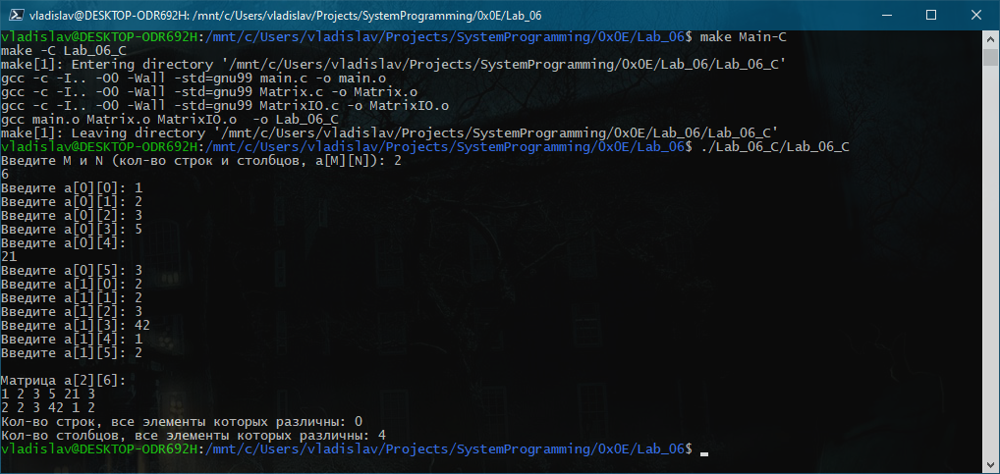 vladislav@DESKTOP-ODR692H: /mnt/c/Users/vladislav/Projects/SystemProgramming/0x0E/Lab_06
vladislav@DESKTOP-ODR692H:/mnt/c/Users/vladislav/Projects/SystemProgramming/0x0E/Lab_06$ make Main-C
make -C Lab_06_C
make[1]: Entering directory '/mnt/c/Users/vladislav/Projects/SystemProgramming/0x0E/Lab_06/Lab_06_C'
gcc -c -I.. -O0 -Wall -std=gnu99 main.c -o main.o
gcc -c -I.. -O0 -Wall -std=gnu99 Matrix.c -o Matrix.o
gcc -c -I.. -O0 -Wall -std=gnu99 MatrixIO.c -o MatrixIO.o
gcc main.o Matrix.o MatrixIO.o  -o Lab_06_C
make[1]: Leaving directory '/mnt/c/Users/vladislav/Projects/SystemProgramming/0x0E/Lab_06/Lab_06_C'
vladislav@DESKTOP-ODR692H:/mnt/c/Users/vladislav/Projects/SystemProgramming/0x0E/Lab_06$ ./Lab_06_C/Lab_06_C
Введите M и N (кол-во строк и столбцов, a[M][N]): 2
6
Введите a[0][0]: 1
Введите a[0][1]: 2
Введите a[0][2]: 3
Введите a[0][3]: 5
Введите a[0][4]:
21
Введите a[0][5]: 3
Введите a[1][0]: 2
Введите a[1][1]: 2
Введите a[1][2]: 3
Введите a[1][3]: 42
Введите a[1][4]: 1
Введите a[1][5]: 2
Матрица a[2][6]:
1 2 3 5 21 3
2 2 3 42 1 2
Кол-во строк, все элементы которых различны: 0
Кол-во столбцов, все элементы которых различны: 4
vladislav@DESKTOP-ODR692H:/mnt/c/Users/vladislav/Projects/SystemProgramming/0x0E/Lab_06$